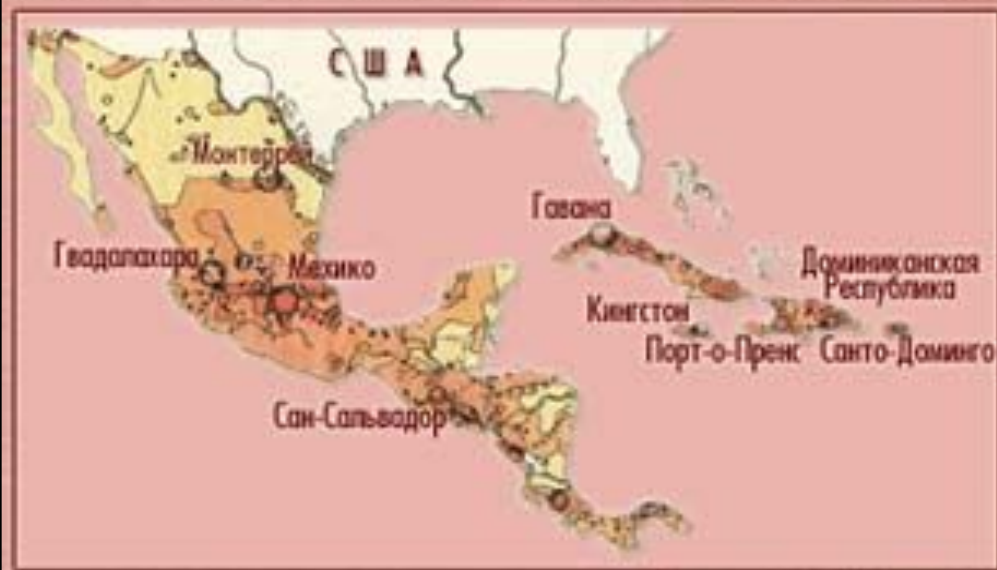 США
Монтеррей
Гавана
Гвадалахара
Мехико
Доминиканская
Республика
Кингстон
Порт-о-Пренс
Санто-Доминго
Сан-Сальвадор